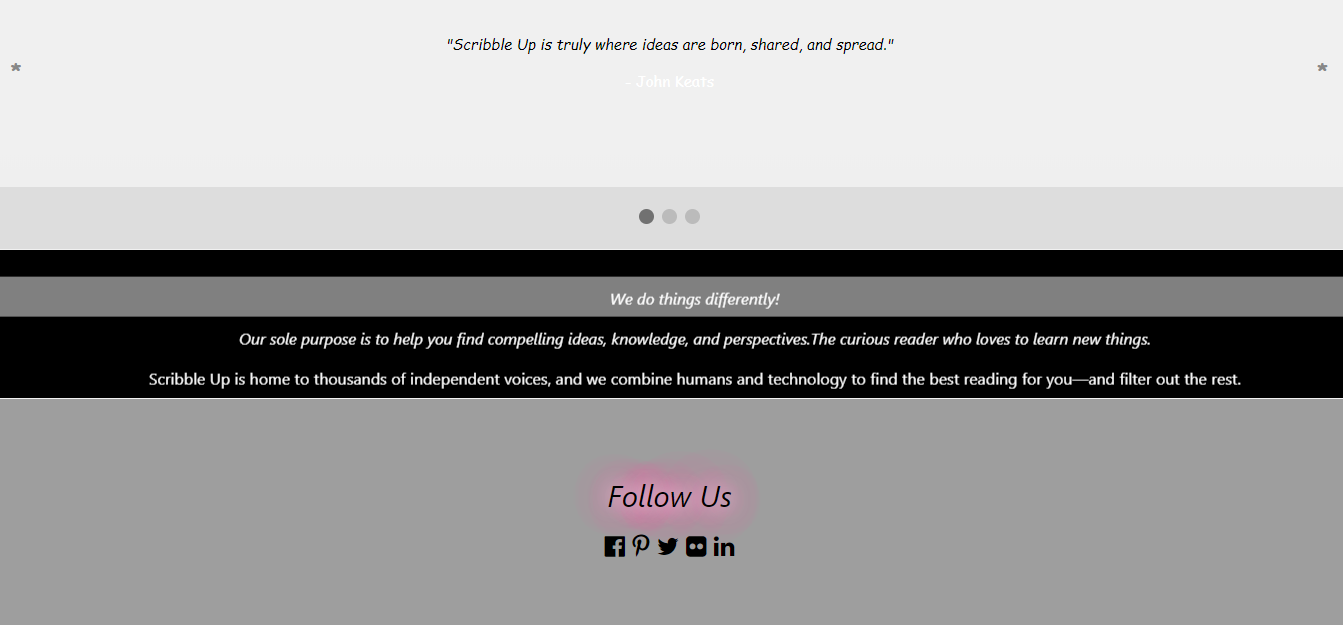 "Scribble Up is truly where ideas are born, shared, and spread."
* *
- John Keats
We do things differently!
Our sole purpose is to help you find compelling ideas, knowledge, and perspectives.The curious reader who loves to learn new things.
Scribble Up is home to thousands of independent voices, and we combine humans and technology to find the best reading for you—and filter out the rest.
Follow Us